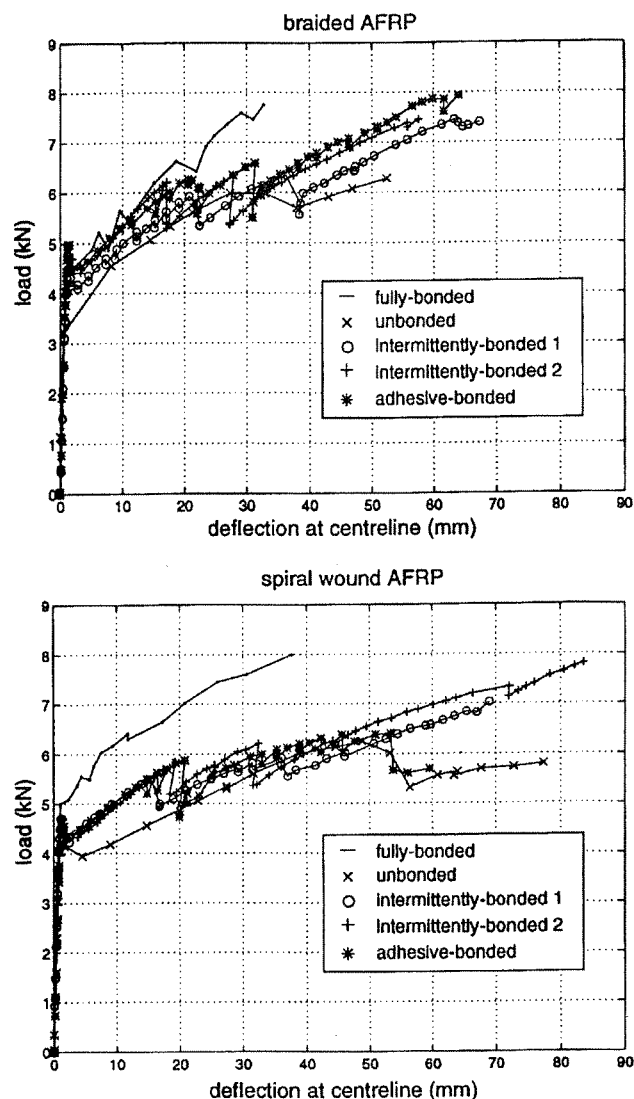 braided AFRP
9
8
7
6
5
4
3
2
1
0
load (kN)
fully-bonded
unbonded
intermittently-bonded 1
intermittently-bonded 2
adhesive-bonded
0 10 20 30 40 50 60 70 80 90
deflection at centreline (mm)
spiral wound AFRP
9
8
7
6
5
4
3
2
1
0
load (kN)
fully-bonded
unbonded
intermittently-bonded 1
intermittently-bonded 2
adhesive-bonded
0 10 20 30 40 50 60 70 80 90
deflection at centreline (mm)